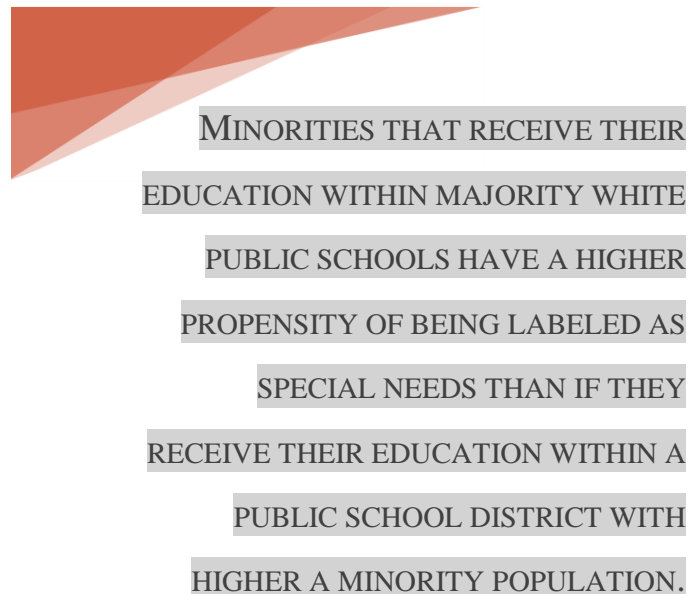 MINORITIES THAT RECEIVE THEIR
EDUCATION WITHIN MAJORITY WHITE
PUBLIC SCHOOLS HAVE A HIGHER
PROPENSITY OF BEING LABELED AS
SPECIAL NEEDS THAN IF THEY
RECEIVE THEIR EDUCATION WITHIN A
PUBLIC SCHOOL DISTRICT WITH
HIGHER A MINORITY POPULATION.